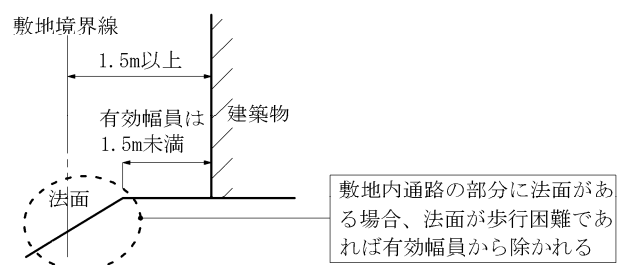 敷地境界線
1.5m以上
有効幅員は
1.5m未満
建築物
法面
敷地内通路の部分に法面があ
る場合、法面が歩行困難であ
れば有効幅員から除かれる